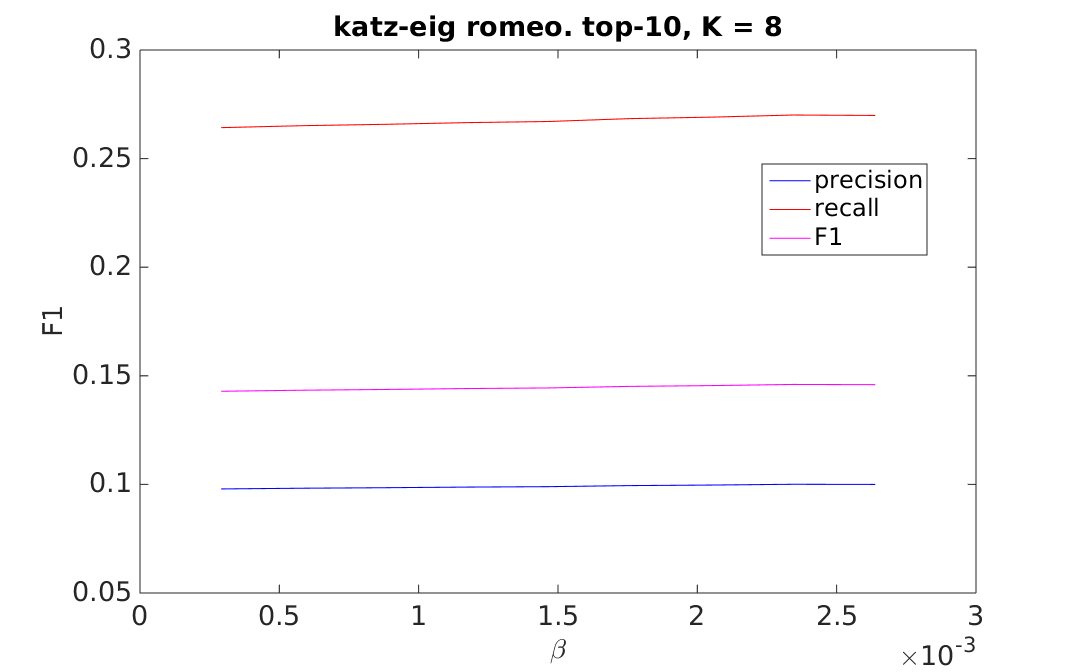 katz-eig romeo. top-10, K = 8
0.3
0.25
0.2
0.15
0.1
0.05
F1
precision
recall
F1
0 0.5 1 1.5 2 2.5 3
β
×10⁻³